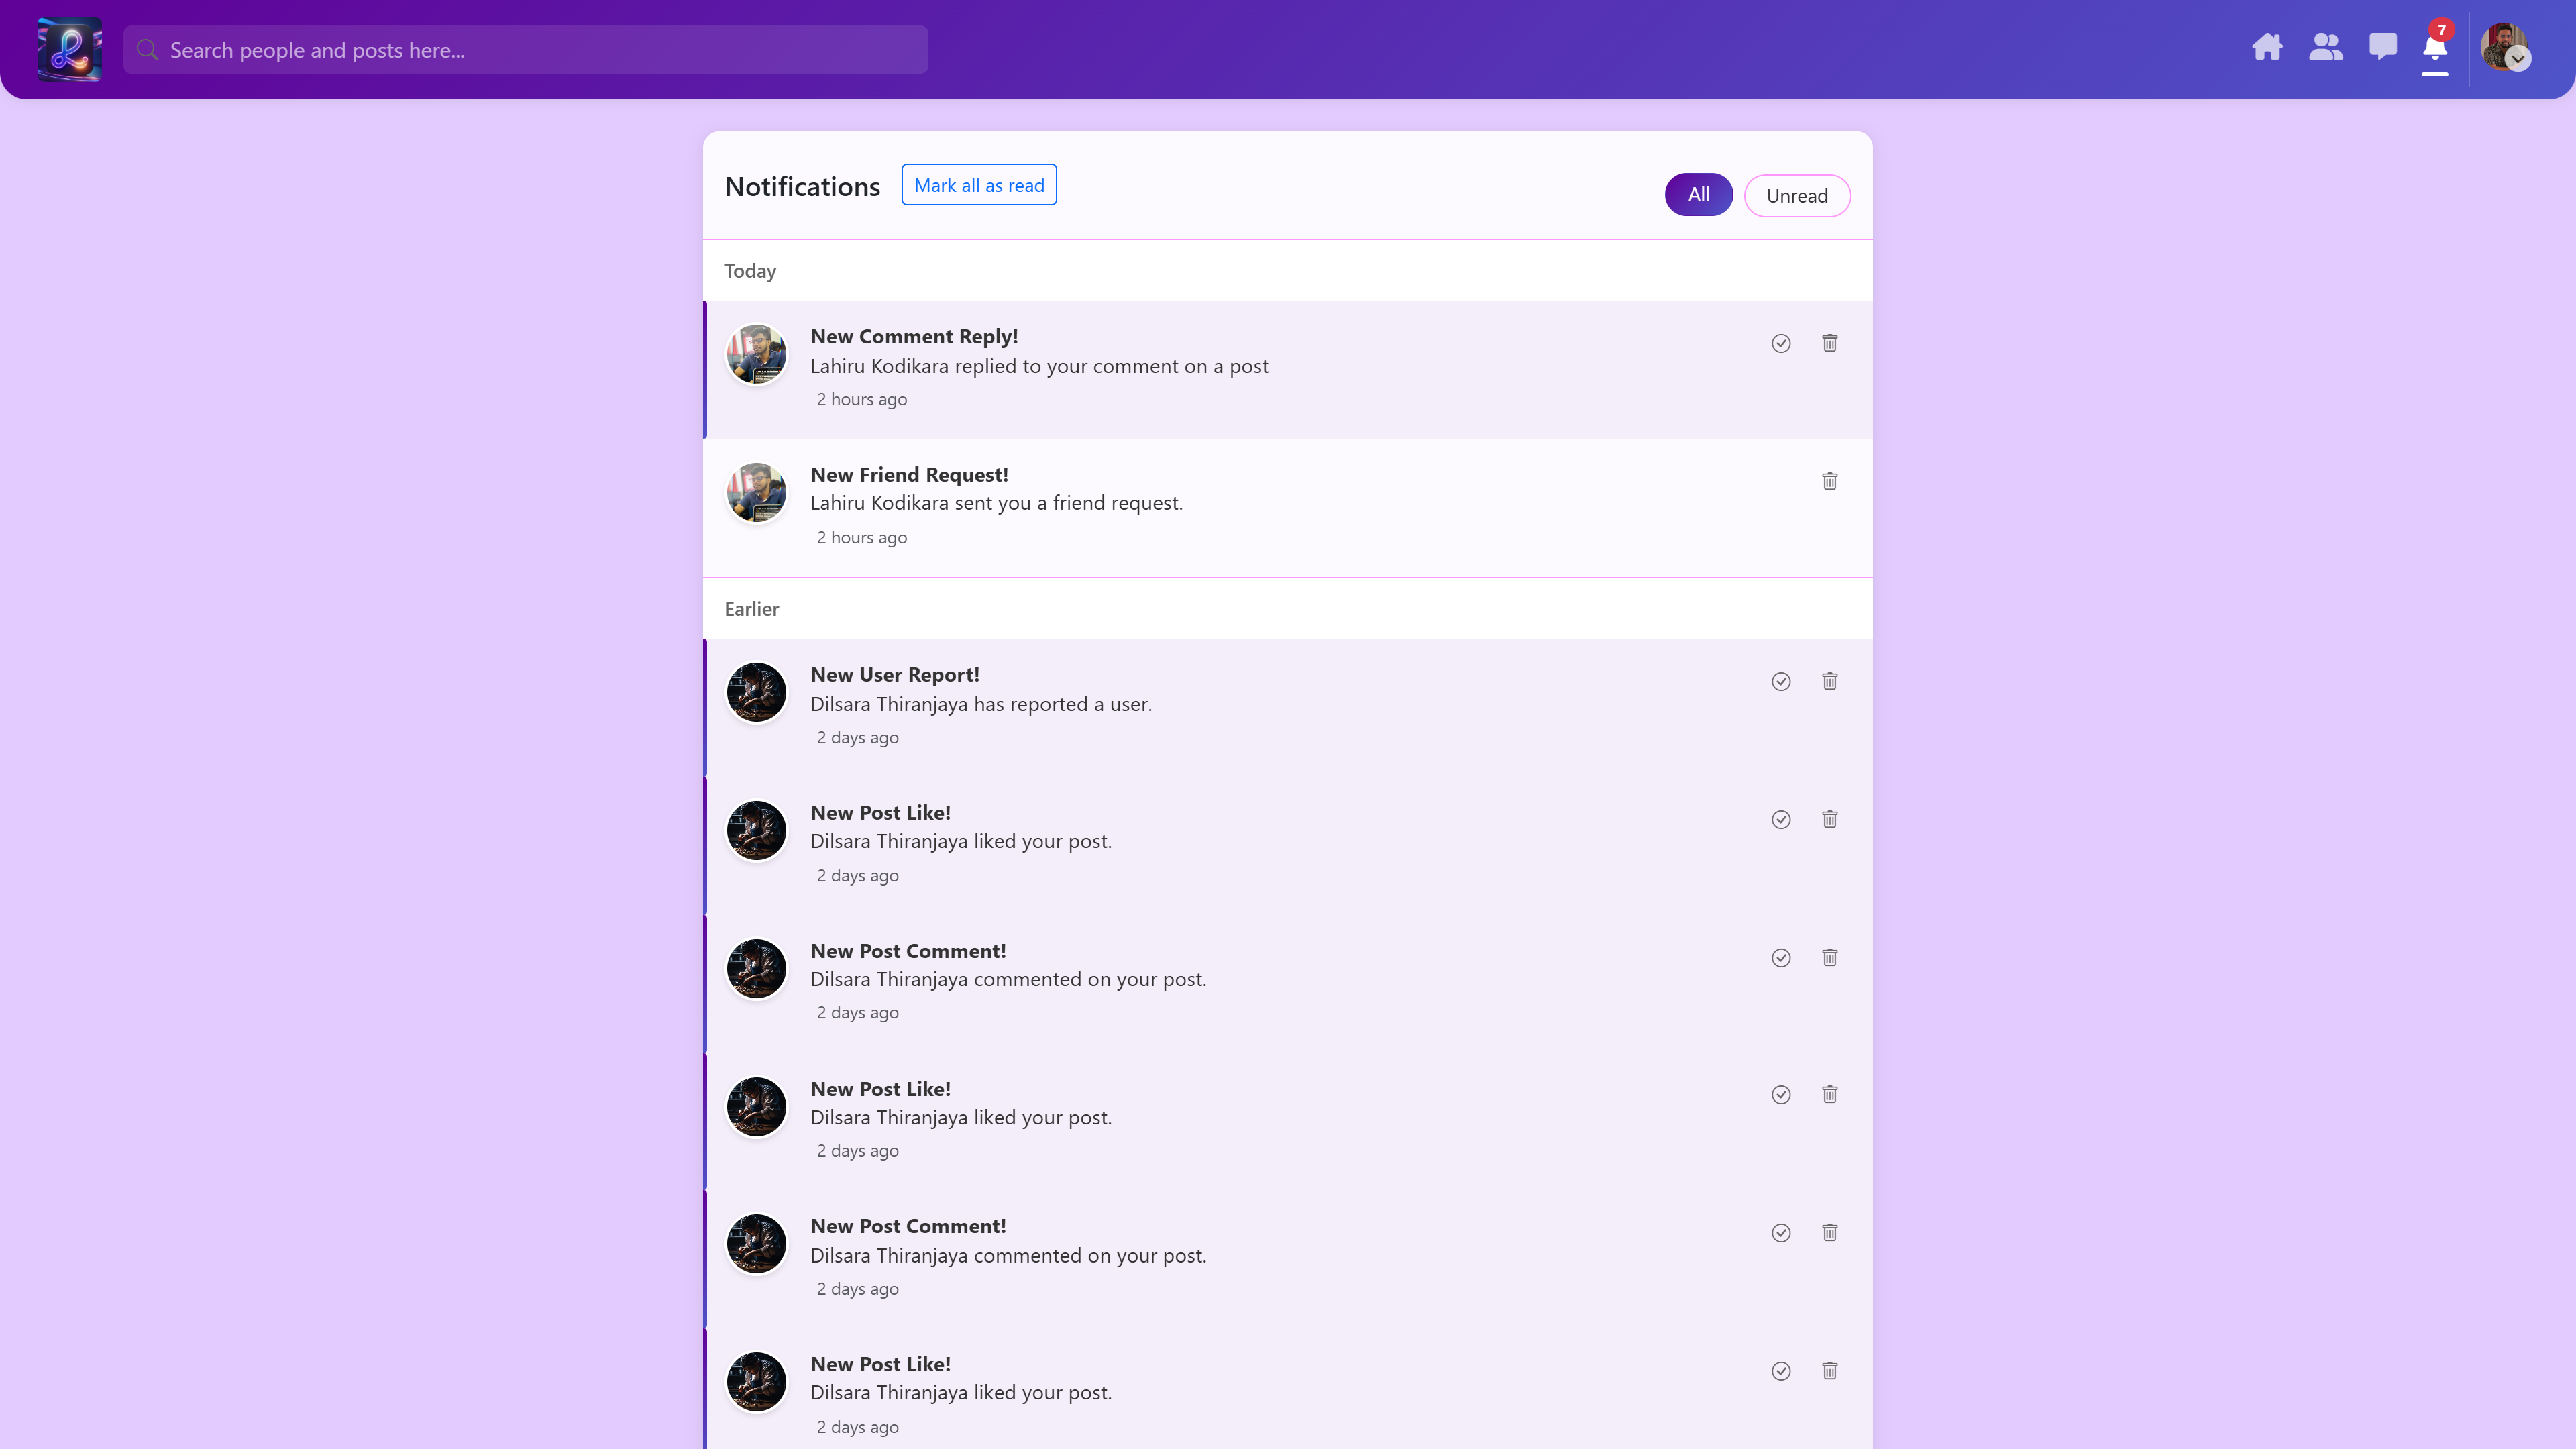 Search people and posts here...
7
Notifications
Mark all as read
All
Unread
Today
New Comment Reply!
Lahiru Kodikara replied to your comment on a post
2 hours ago
New Friend Request!
Lahiru Kodikara sent you a friend request.
2 hours ago
Earlier
New User Report!
Dilsara Thiranjaya has reported a user.
2 days ago
New Post Like!
Dilsara Thiranjaya liked your post.
2 days ago
New Post Comment!
Dilsara Thiranjaya commented on your post.
2 days ago
New Post Like!
Dilsara Thiranjaya liked your post.
2 days ago
New Post Comment!
Dilsara Thiranjaya commented on your post.
2 days ago
New Post Like!
Dilsara Thiranjaya liked your post.
2 days ago